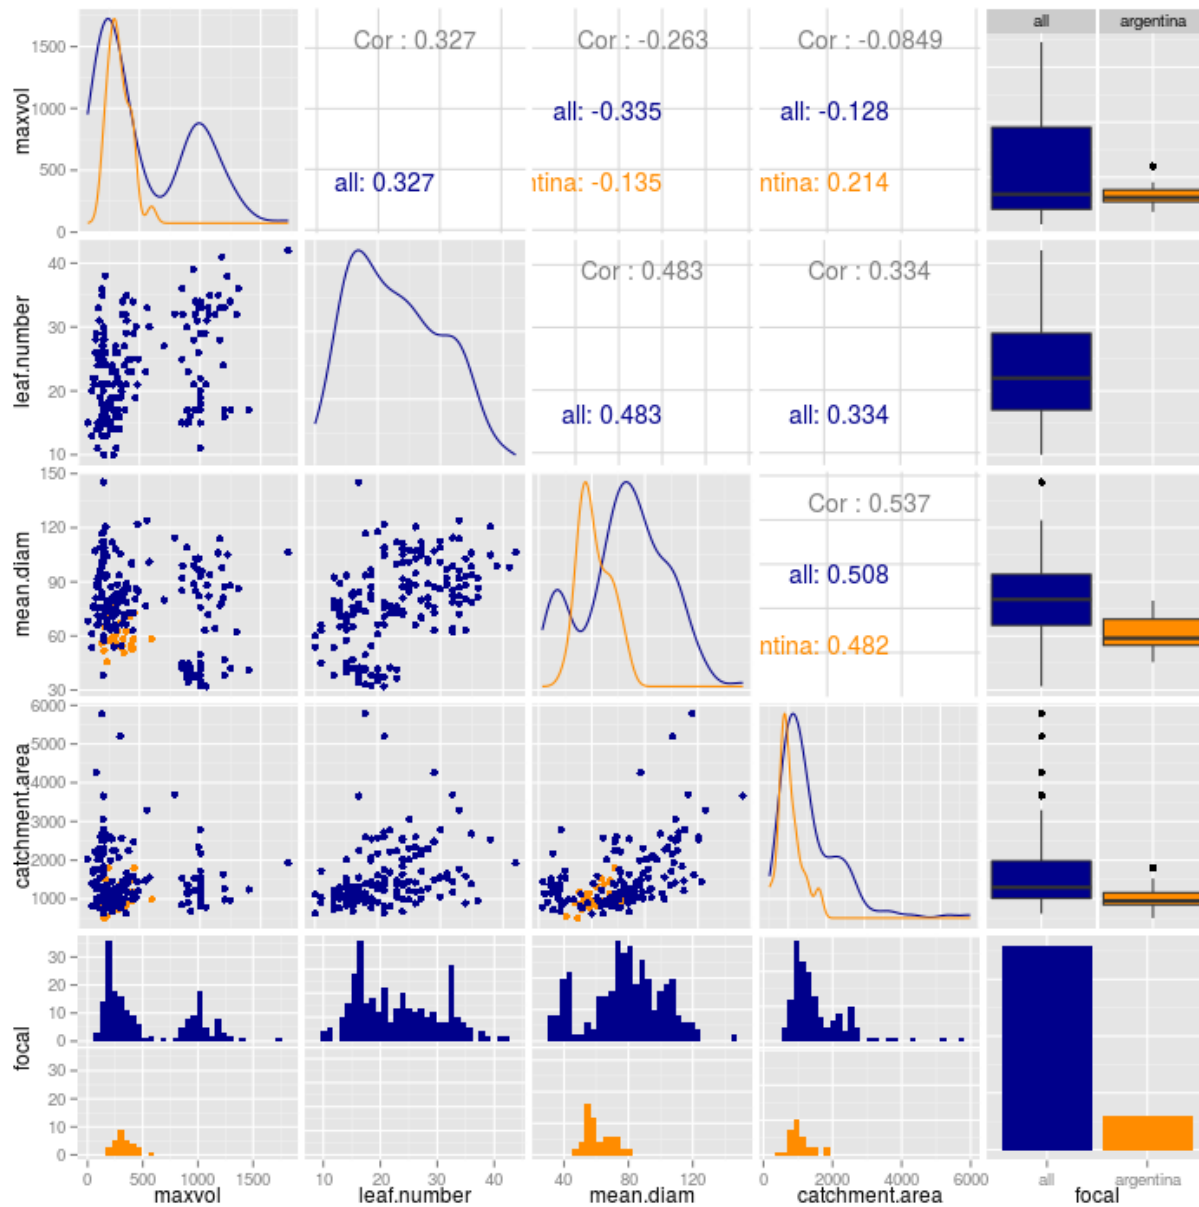 all argentina
maxvol
1500
1000
500
0
Cor : 0.327
all: 0.327
Cor : -0.263
all: -0.335
ntina: -0.135
Cor : -0.0849
all: -0.128
ntina: 0.214
leaf.number
40
30
20
10
Cor : 0.483
all: 0.483
Cor : 0.334
all: 0.334
mean.diam
150
120
90
60
30
Cor : 0.537
all: 0.508
ntina: 0.482
catchment.area
6000
5000
4000
3000
2000
1000
focal
30
20
10
0
30
20
10
0
0 500 1000 1500
maxvol
10 20 30 40
leaf.number
40 80 120
mean.diam
0 2000 4000 6000
catchment.area
all argentina
focal